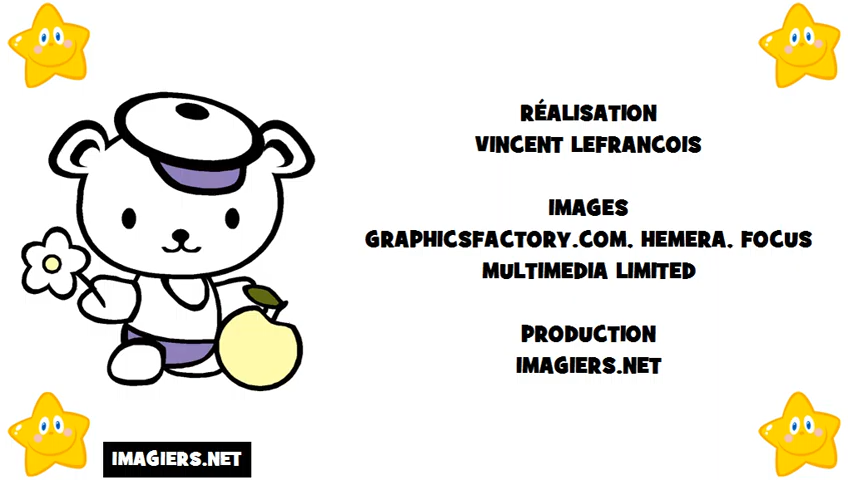 RÉALISATION
VINCENT LEFRANCOIS
IMAGES
GRAPHICSFACTORY.COM, HEMERA, FOCUS
MULTIMEDIA LIMITED
PRODUCTION
IMAGIERS.NET
IMAGIERS.NET